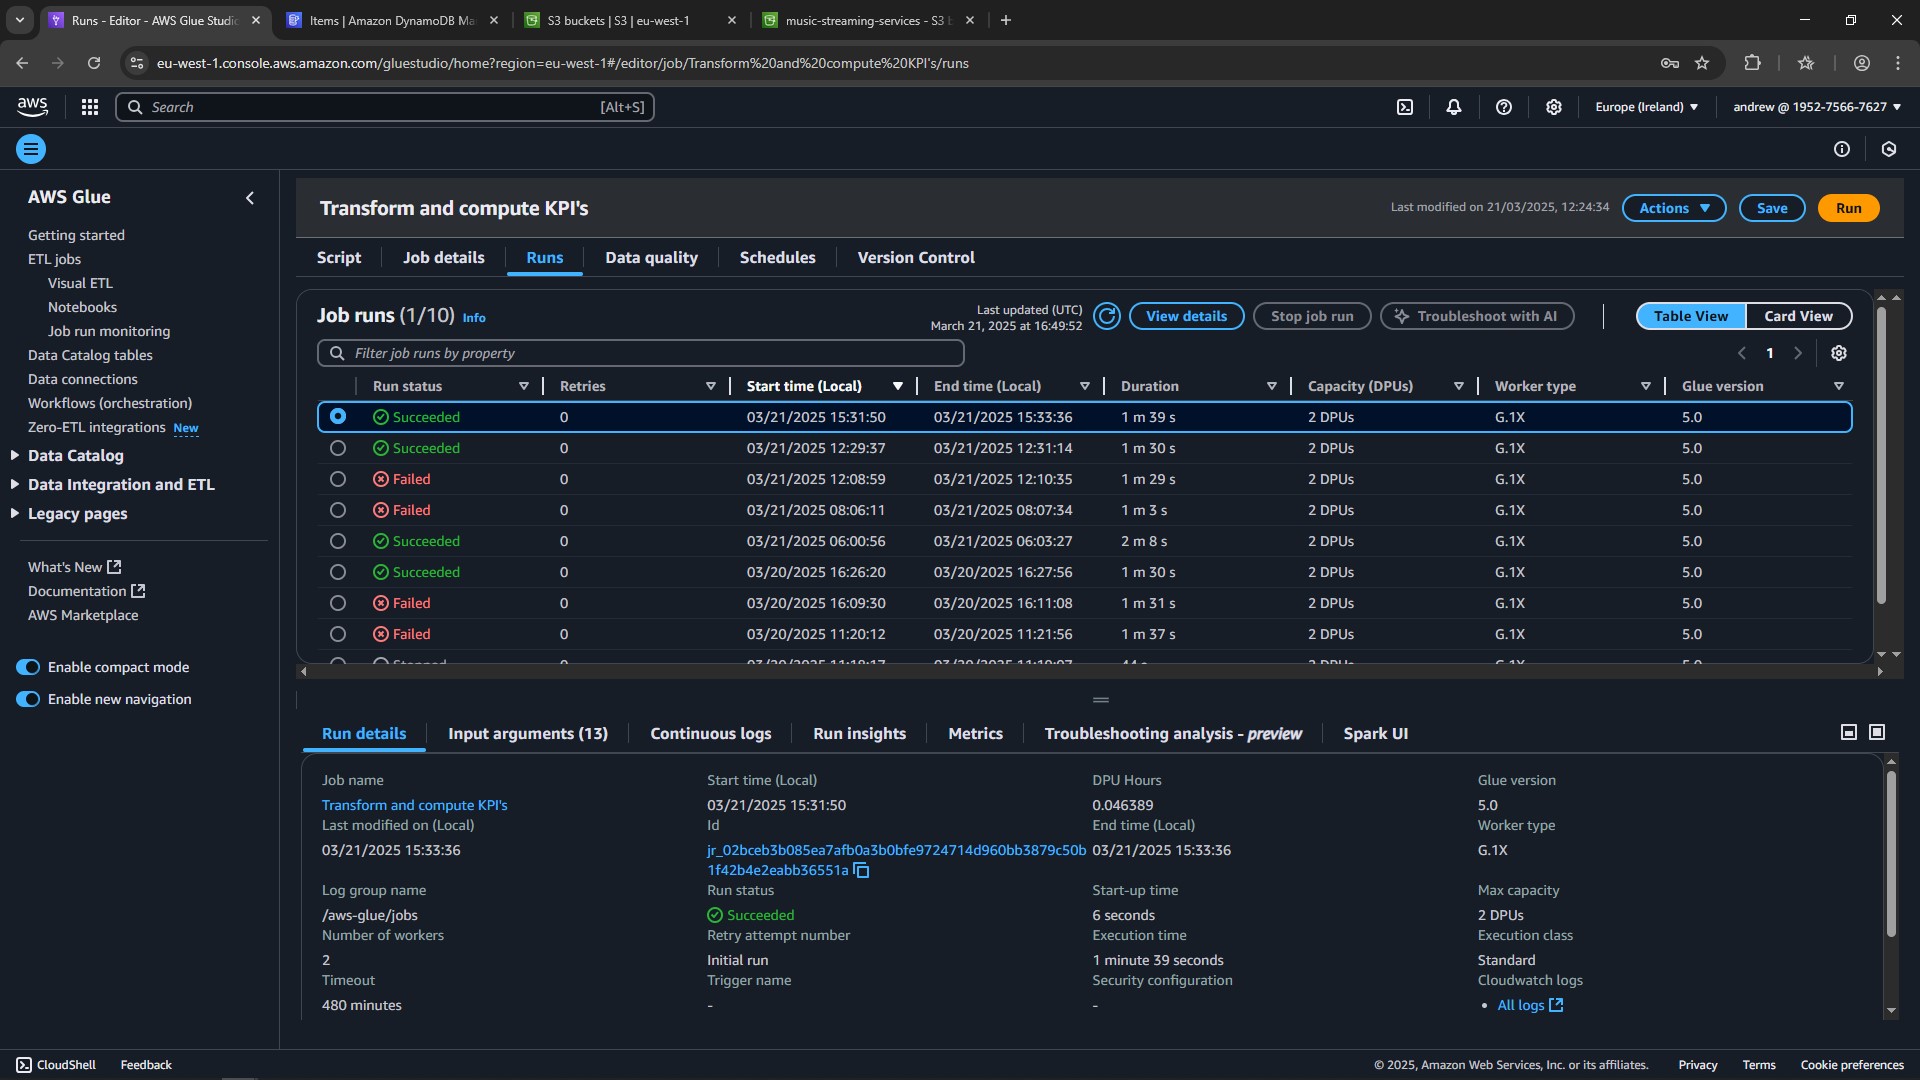 Runs - Editor - AWS Glue Studio
Items | Amazon DynamoDB Ma
S3 buckets | S3 | eu-west-1
music-streaming-services - S3 b
eu-west-1.console.aws.amazon.com/gluestudio/home?region=eu-west-1#/editor/job/Transform%20and%20compute%20KPI's/runs
aws
Search
[Alt+S]
Europe (Ireland)
andrew @ 1952-7566-7627
AWS Glue
Getting started
ETL jobs
Visual ETL
Notebooks
Job run monitoring
Data Catalog tables
Data connections
Workflows (orchestration)
Zero-ETL integrations New
Data Catalog
Data Integration and ETL
Legacy pages
What's New
Documentation
AWS Marketplace
Enable compact mode
Enable new navigation
Transform and compute KPI's
Last modified on 21/03/2025, 12:24:34
Actions
Save
Run
Script
Job details
Runs
Data quality
Schedules
Version Control
Job runs (1/10) Info
Last updated (UTC)
March 21, 2025 at 16:49:52
View details
Stop job run
Troubleshoot with AI
Table View
Card View
Filter job runs by property
1
Run status Retries Start time (Local) End time (Local) Duration Capacity (DPUs) Worker type Glue version
Succeeded 0 03/21/2025 15:31:50 03/21/2025 15:33:36 1 m 39 s 2 DPUs G.1X 5.0
Succeeded 0 03/21/2025 12:29:37 03/21/2025 12:31:14 1 m 30 s 2 DPUs G.1X 5.0
Failed 0 03/21/2025 12:08:59 03/21/2025 12:10:35 1 m 29 s 2 DPUs G.1X 5.0
Failed 0 03/21/2025 08:06:11 03/21/2025 08:07:34 1 m 3 s 2 DPUs G.1X 5.0
Succeeded 0 03/21/2025 06:00:56 03/21/2025 06:03:27 2 m 8 s 2 DPUs G.1X 5.0
Succeeded 0 03/20/2025 16:26:20 03/20/2025 16:27:56 1 m 30 s 2 DPUs G.1X 5.0
Failed 0 03/20/2025 16:09:30 03/20/2025 16:11:08 1 m 31 s 2 DPUs G.1X 5.0
Failed 0 03/20/2025 11:20:12 03/20/2025 11:21:56 1 m 37 s 2 DPUs G.1X 5.0
Run details
Input arguments (13)
Continuous logs
Run insights
Metrics
Troubleshooting analysis - preview
Spark UI
Job name
Transform and compute KPI's
Last modified on (Local)
03/21/2025 15:33:36
Log group name
/aws-glue/jobs
Number of workers
2
Timeout
480 minutes
Start time (Local)
03/21/2025 15:31:50
Id
jr_02bceb3b085ea7afb0a3b0bfe9724714d960bb3879c50b
1f42b4e2eabb36551a
Run status
Succeeded
Retry attempt number
Initial run
Trigger name
-
DPU Hours
0.046389
End time (Local)
03/21/2025 15:33:36
Start-up time
6 seconds
Execution time
1 minute 39 seconds
Security configuration
-
Glue version
5.0
Worker type
G.1X
Max capacity
2 DPUs
Execution class
Standard
Cloudwatch logs
• All logs
CloudShell
Feedback
© 2025, Amazon Web Services, Inc. or its affiliates.
Privacy
Terms
Cookie preferences